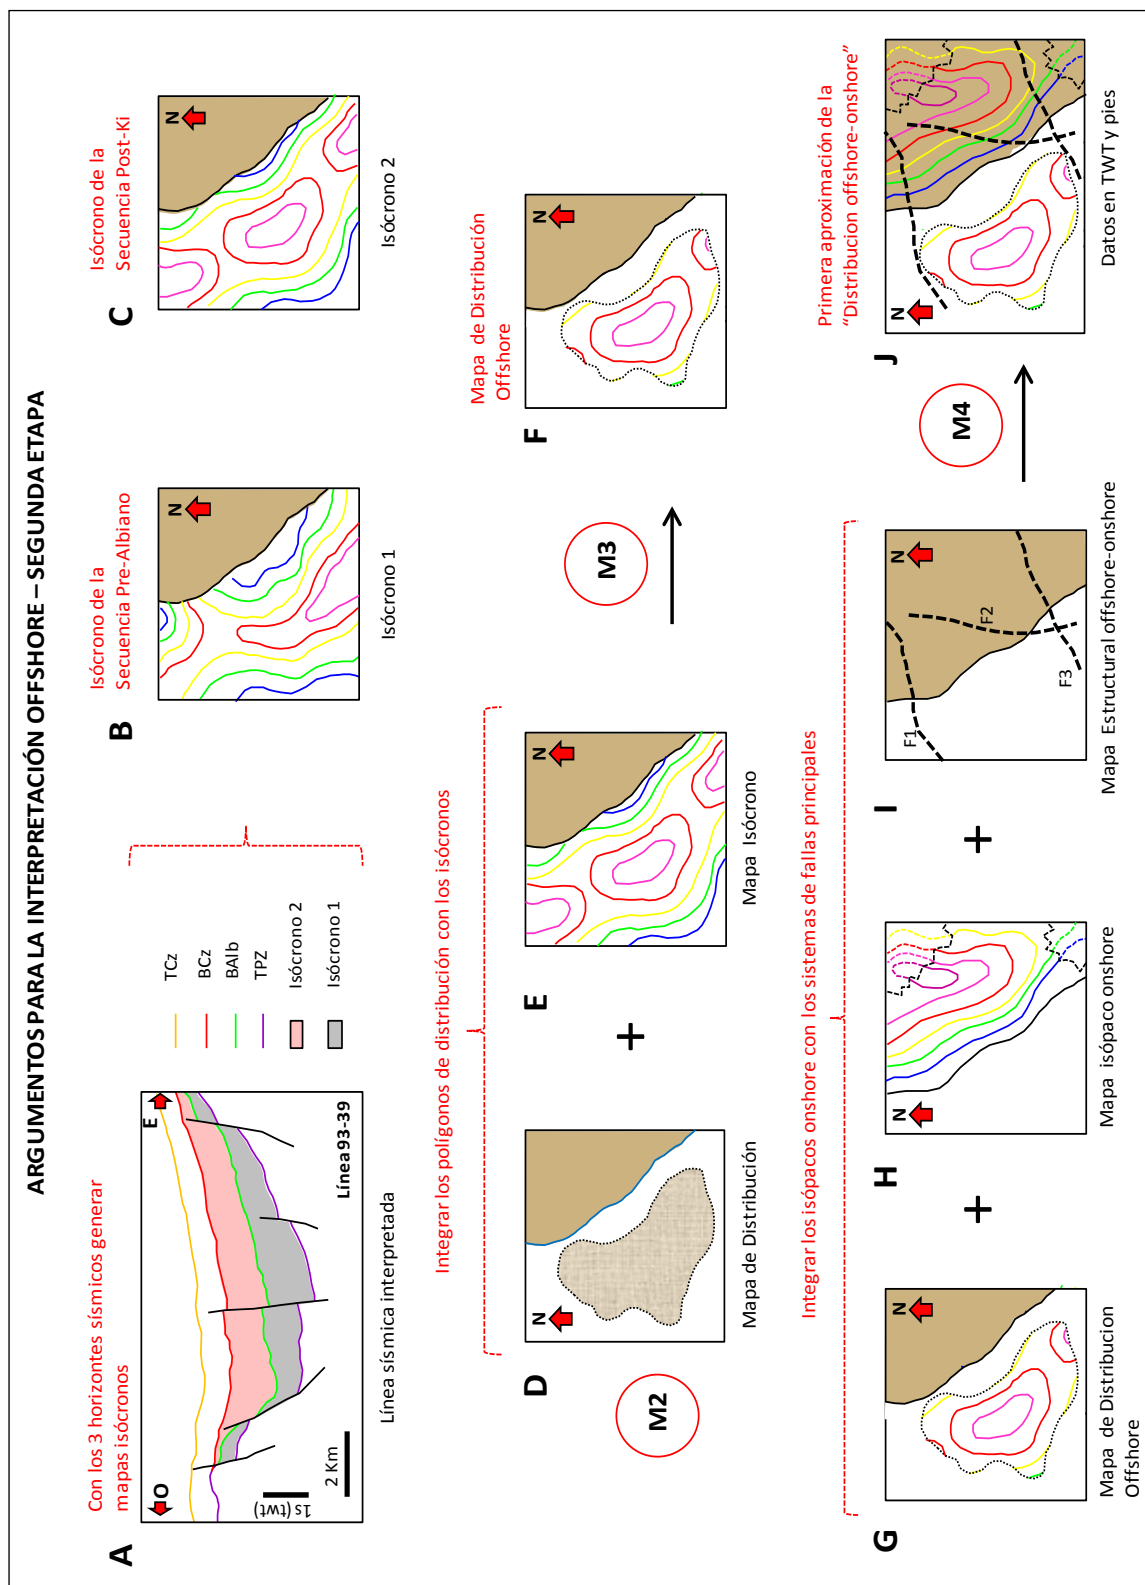 ARGUMENTOS PARA LA INTERPRETACIÓN OFFSHORE – SEGUNDA ETAPA
A
Con los 3 horizontes sísmicos generar
mapas isócronos
O
E
1s (twt)
2 Km
Línea 93-39
Línea sísmica interpretada
TCz
BCz
BAlb
TPZ
Isócrono 2
Isócrono 1
B
Isócrono de la
Secuencia Pre-Albiano
N
Isócrono 1
C
Isócrono de la
Secuencia Post-Ki
N
Isócrono 2
Integrar los polígonos de distribución con los isócronos
M2
D
N
Mapa de Distribución
+
E
N
Mapa Isócrono
M3
F
Mapa de Distribución
Offshore
N
Integrar los isópacos onshore con los sistemas de fallas principales
G
N
Mapa de Distribucion
Offshore
+
H
N
Mapa isópaco onshore
+
I
N
F1
F2
F3
Mapa Estructural offshore-onshore
M4
J
Primera aproximación de la
“Distribucion offshore-onshore”
N
Datos en TWT y pies